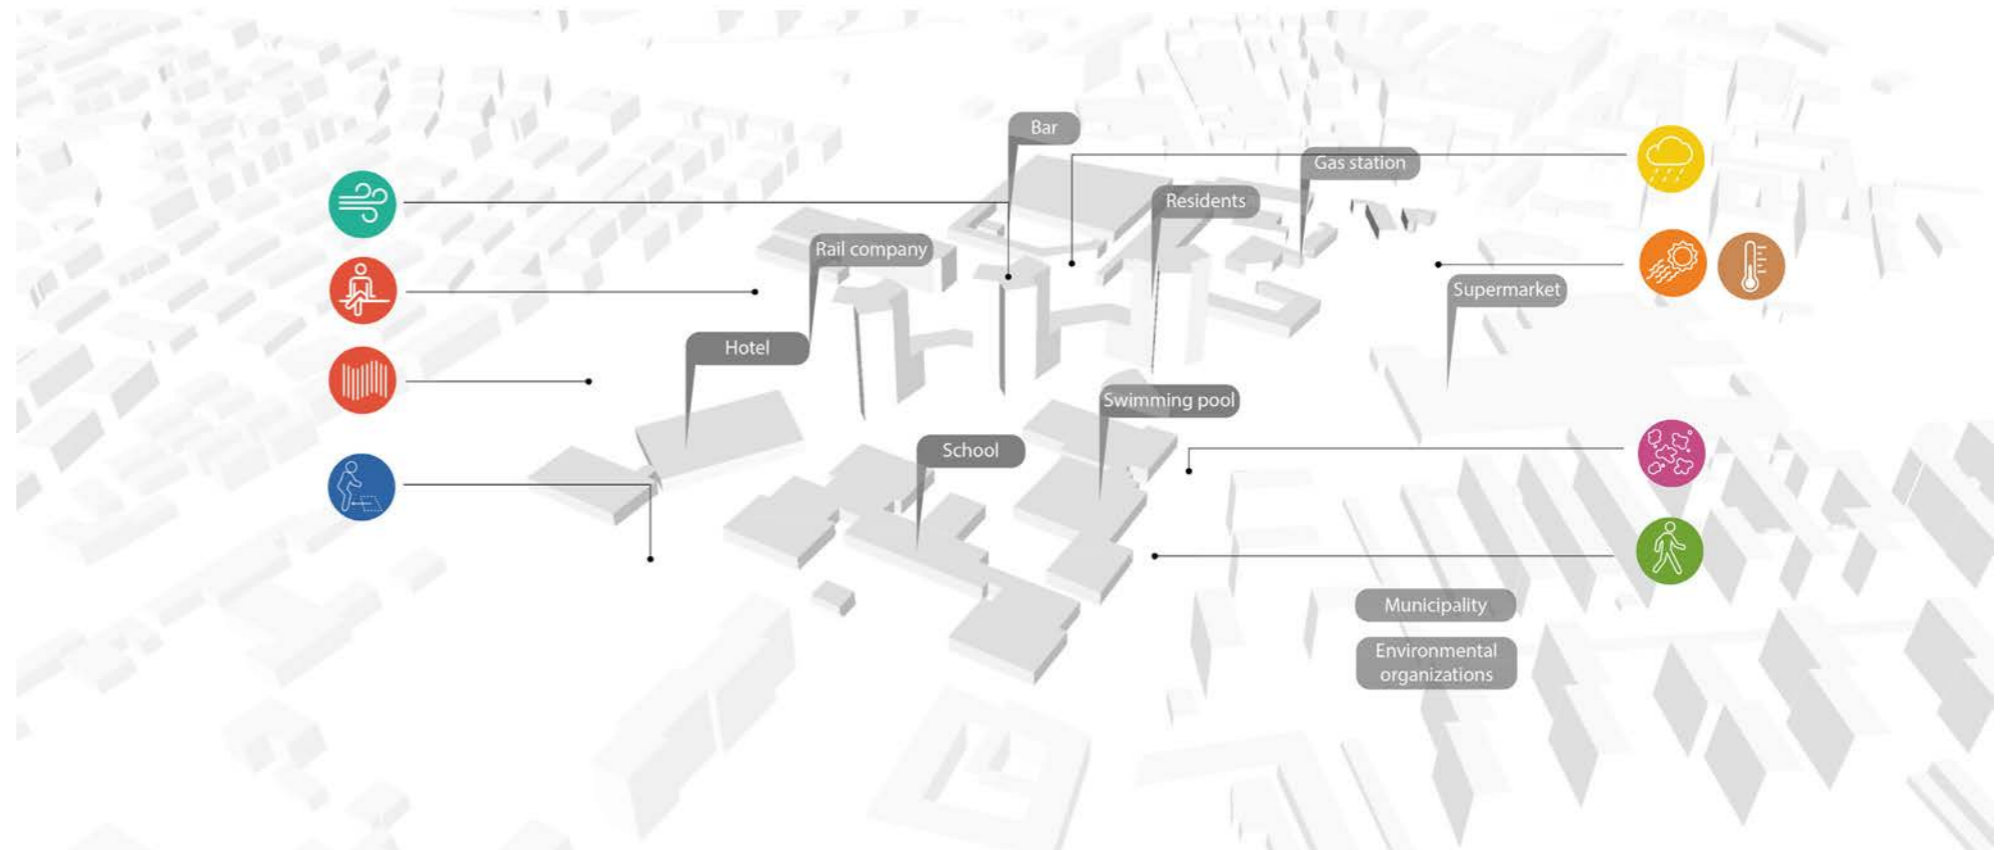 Bar
Gas station
Residents
Rail company
Supermarket
Hotel
Swimming pool
School
Municipality
Environmental
organizations